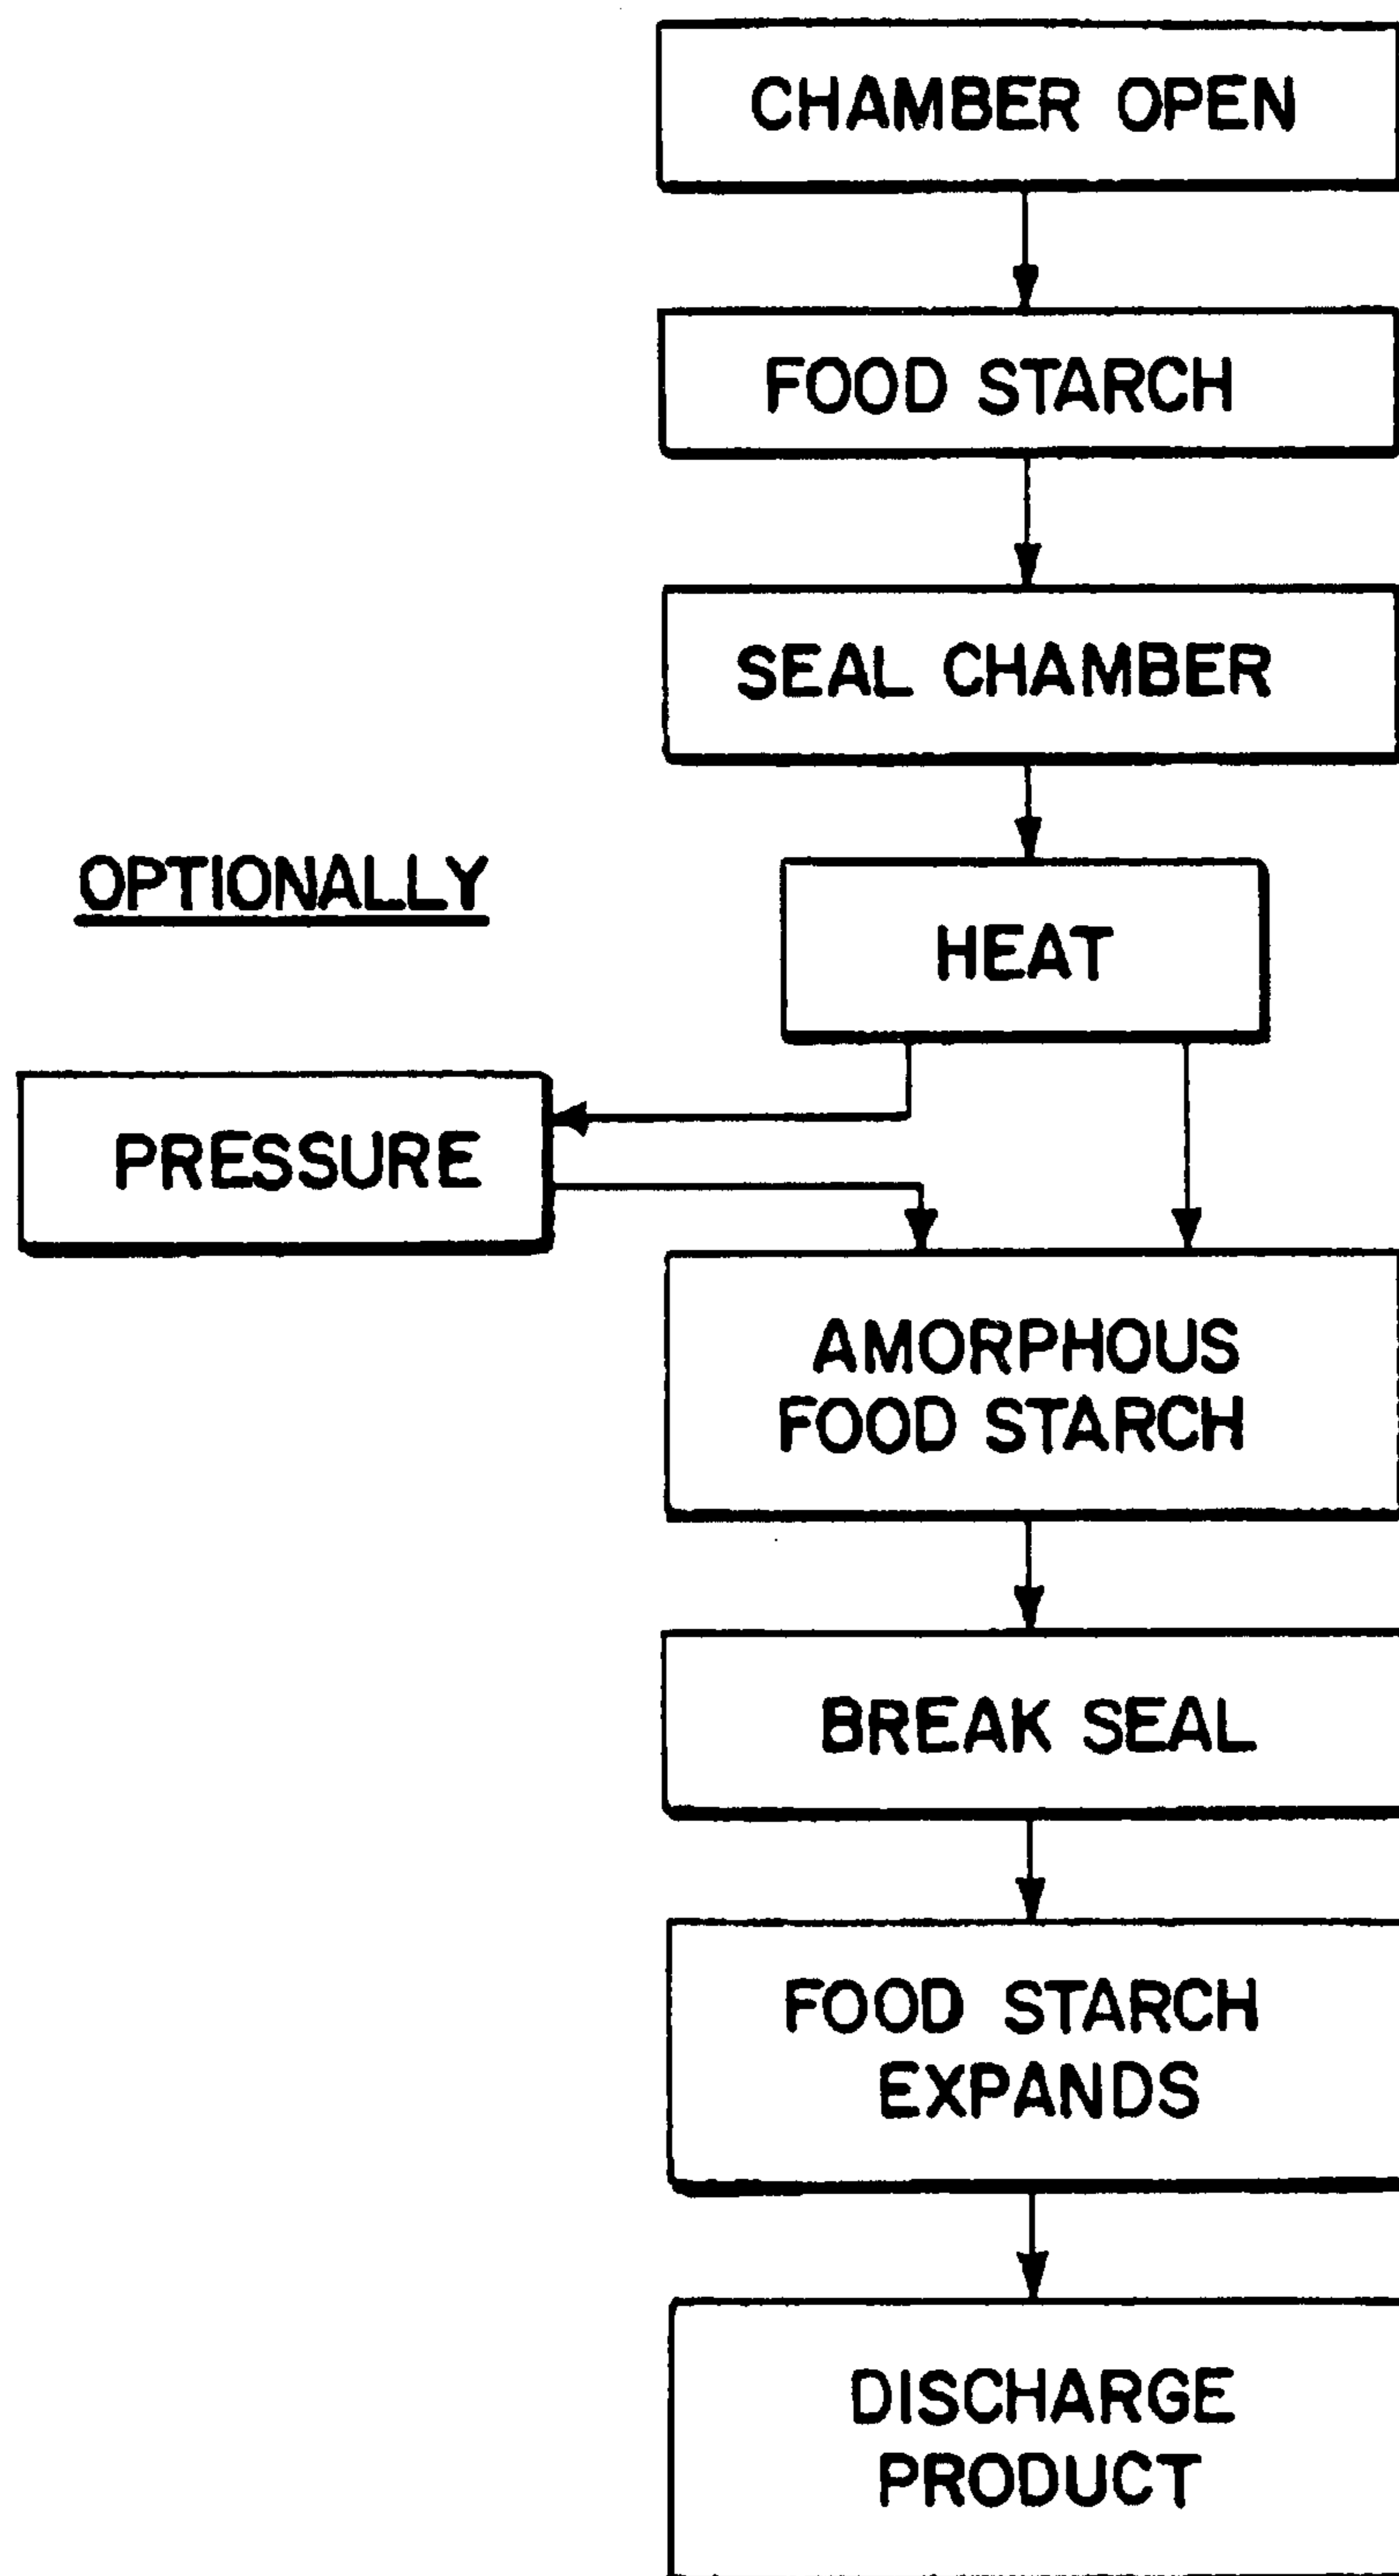 CHAMBER OPEN
FOOD STARCH
SEAL CHAMBER
OPTIONALLY
HEAT
PRESSURE
AMORPHOUS
FOOD STARCH
BREAK SEAL
FOOD STARCH
EXPANDS
DISCHARGE
PRODUCT